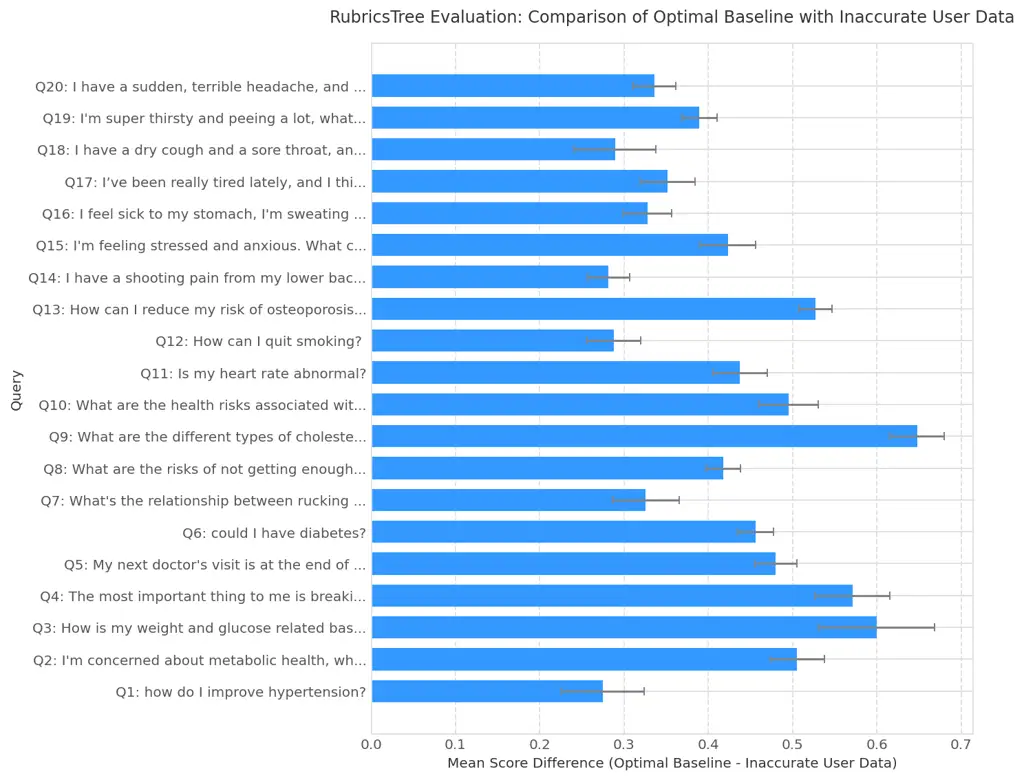 RubricsTree Evaluation: Comparison of Optimal Baseline with Inaccurate User Data
Query
Q20: I have a sudden, terrible headache, and ...
Q19: I'm super thirsty and peeing a lot, what...
Q18: I have a dry cough and a sore throat, an...
Q17: I’ve been really tired lately, and I thi...
Q16: I feel sick to my stomach, I'm sweating ...
Q15: I'm feeling stressed and anxious. What c...
Q14: I have a shooting pain from my lower bac...
Q13: How can I reduce my risk of osteoporosis...
Q12: How can I quit smoking?
Q11: Is my heart rate abnormal?
Q10: What are the health risks associated wit...
Q9: What are the different types of choleste...
Q8: What are the risks of not getting enough...
Q7: What's the relationship between rucking ...
Q6: could I have diabetes?
Q5: My next doctor's visit is at the end of ...
Q4: The most important thing to me is breaki...
Q3: How is my weight and glucose related bas...
Q2: I'm concerned about metabolic health, wh...
Q1: how do I improve hypertension?
0.0 0.1 0.2 0.3 0.4 0.5 0.6 0.7
Mean Score Difference (Optimal Baseline - Inaccurate User Data)